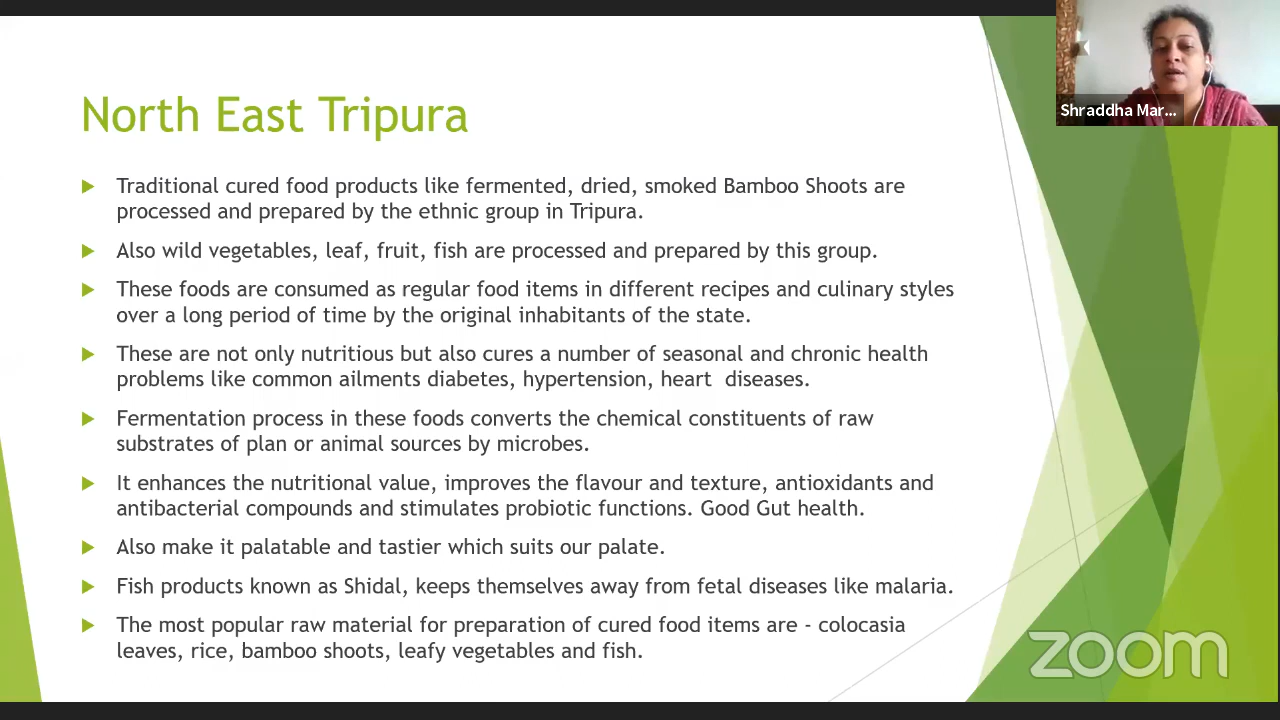 Shraddha Mar...
North East Tripura
Traditional cured food products like fermented, dried, smoked Bamboo Shoots are
processed and prepared by the ethnic group in Tripura.
Also wild vegetables, leaf, fruit, fish are processed and prepared by this group.
These foods are consumed as regular food items in different recipes and culinary styles
over a long period of time by the original inhabitants of the state.
These are not only nutritious but also cures a number of seasonal and chronic health
problems like common ailments diabetes, hypertension, heart  diseases.
Fermentation process in these foods converts the chemical constituents of raw
substrates of plan or animal sources by microbes.
It enhances the nutritional value, improves the flavour and texture, antioxidants and
antibacterial compounds and stimulates probiotic functions. Good Gut health.
Also make it palatable and tastier which suits our palate.
Fish products known as Shidal, keeps themselves away from fetal diseases like malaria.
The most popular raw material for preparation of cured food items are - colocasia
leaves, rice, bamboo shoots, leafy vegetables and fish.
zoom